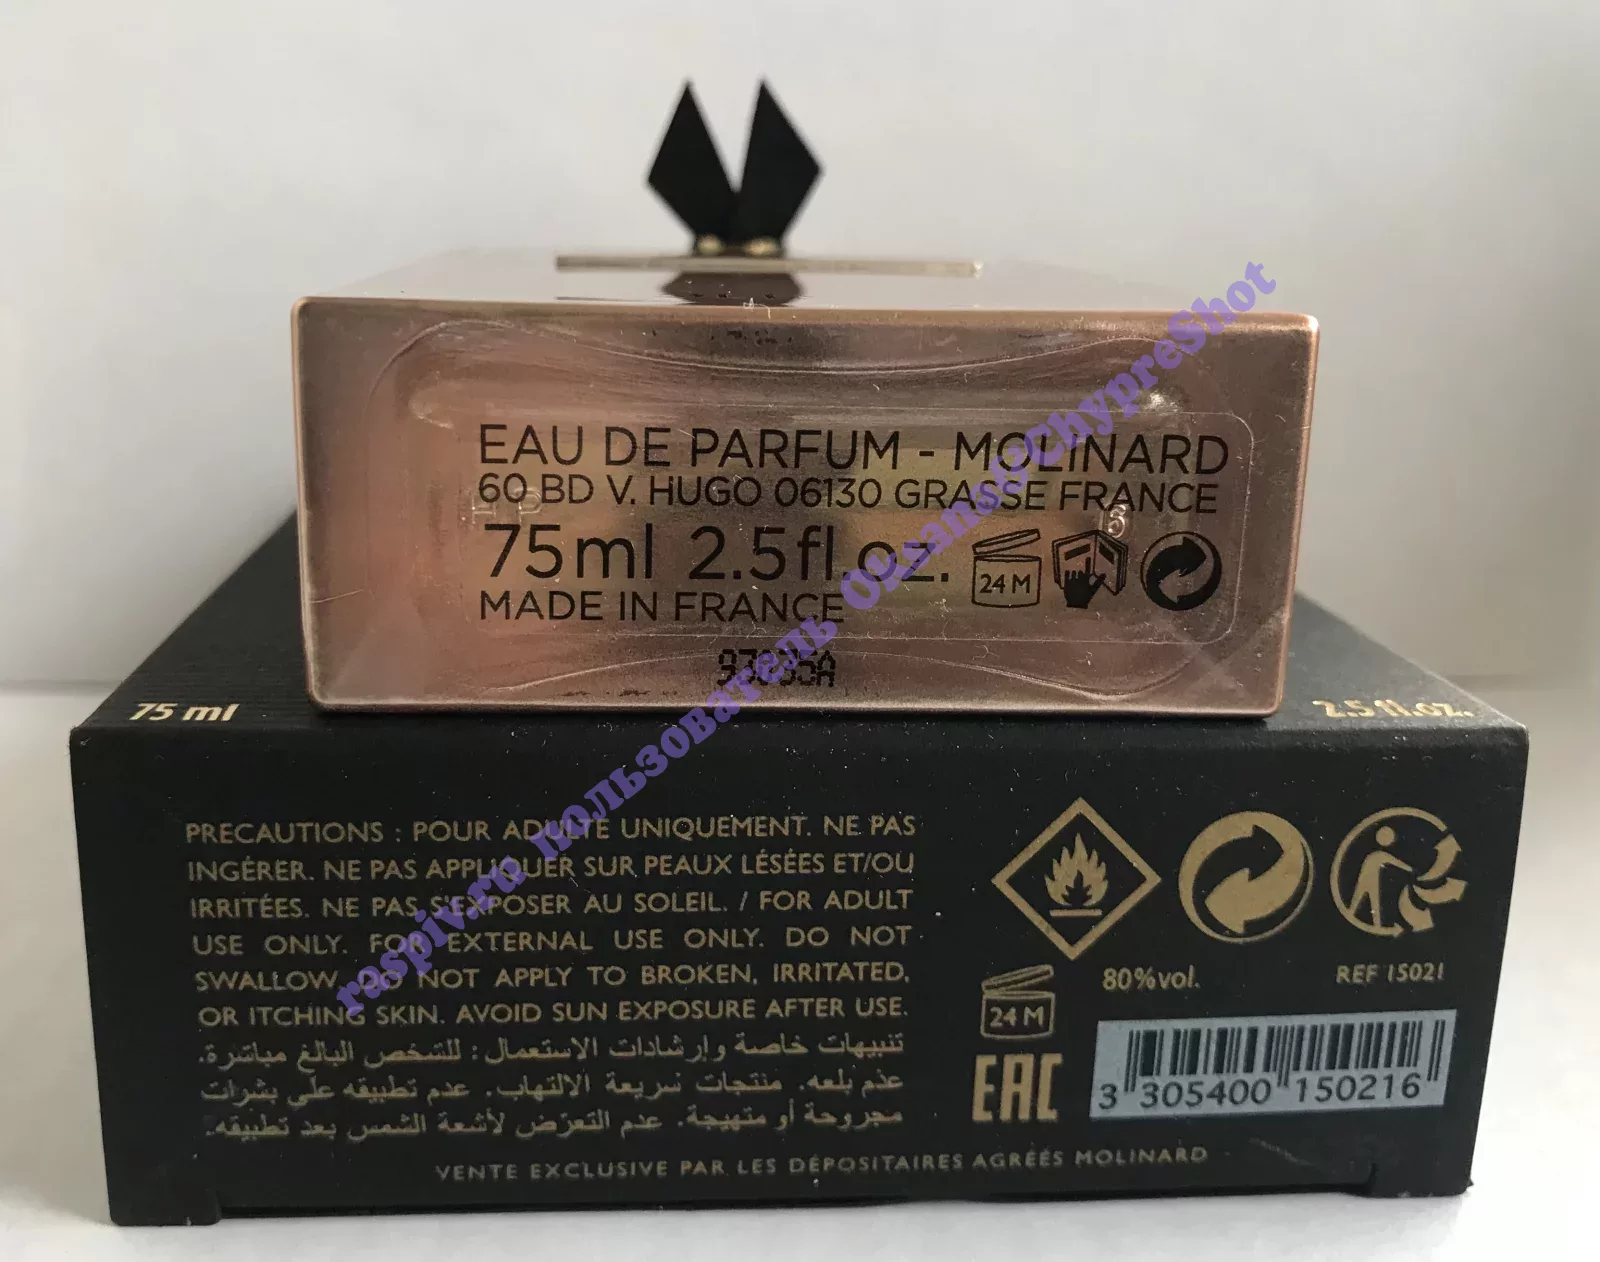 EAU DE PARFUM - MOLINARD
60 BD V. HUGO 06130 GRASSE FRANCE
75ml 2.5fl.oz.
24 M
MADE IN FRANCE
75 ml
2.5 fl.oz.
PRECAUTIONS : POUR ADULTE UNIQUEMENT. NE PAS
INGÉRER. NE PAS APPLIQUER SUR PEAUX LÉSÉES ET/OU
IRRITÉES. NE PAS S'EXPOSER AU SOLEIL. / FOR ADULT
USE ONLY. FOR EXTERNAL USE ONLY. DO NOT
SWALLOW. DO NOT APPLY TO BROKEN, IRRITATED,
OR ITCHING SKIN. AVOID SUN EXPOSURE AFTER USE.
تنبيهات خاصة وإرشادات الاستعمال : للشخص البالغ مباشرة.
عذم بلعه. منتجات سريعة الالتهاب. عدم تطبيقه على بشرات
مجروحة أو متهيجة. عدم التعرّض لأشعة الشمس بعد تطبيقه.
80%vol.
REF 15021
24 M
EAC
3 305400 150216
VENTE EXCLUSIVE PAR LES DÉPOSITAIRES AGRÉÉS MOLINARD
raspiv.ru пользователь Oksana@ChypreShot